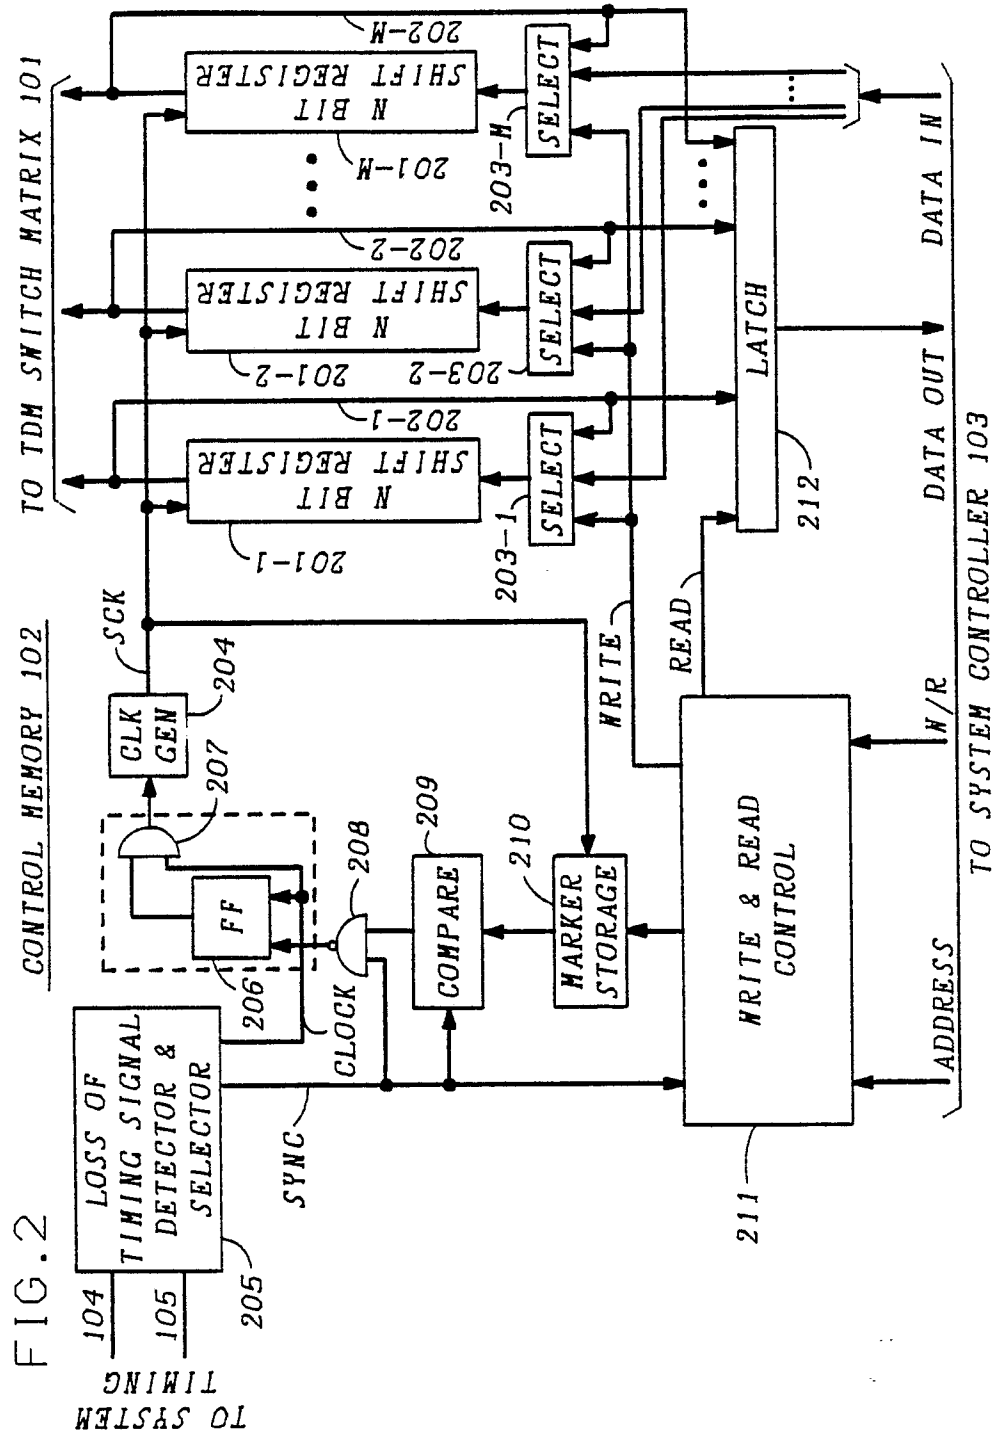 FIG.2
CONTROL MEMORY 102
TO TDM SWITCH MATRIX 101
TO SYSTEM
TIMING
104
105
LOSS OF
TIMING SIGNAL
DETECTOR &
SELECTOR
205
SYNC
CLOCK
206
FF
207
208
CLK
GEN
204
SCK
COMPARE
209
MARKER
STORAGE
210
WRITE & READ
CONTROL
211
WRITE
READ
N BIT
SHIFT REGISTER
201-1
202-1
SELECT
203-1
N BIT
SHIFT REGISTER
201-2
202-2
SELECT
203-2
N BIT
SHIFT REGISTER
201-M
202-M
SELECT
203-M
LATCH
212
ADDRESS
W/R
DATA OUT
DATA IN
TO SYSTEM CONTROLLER 103